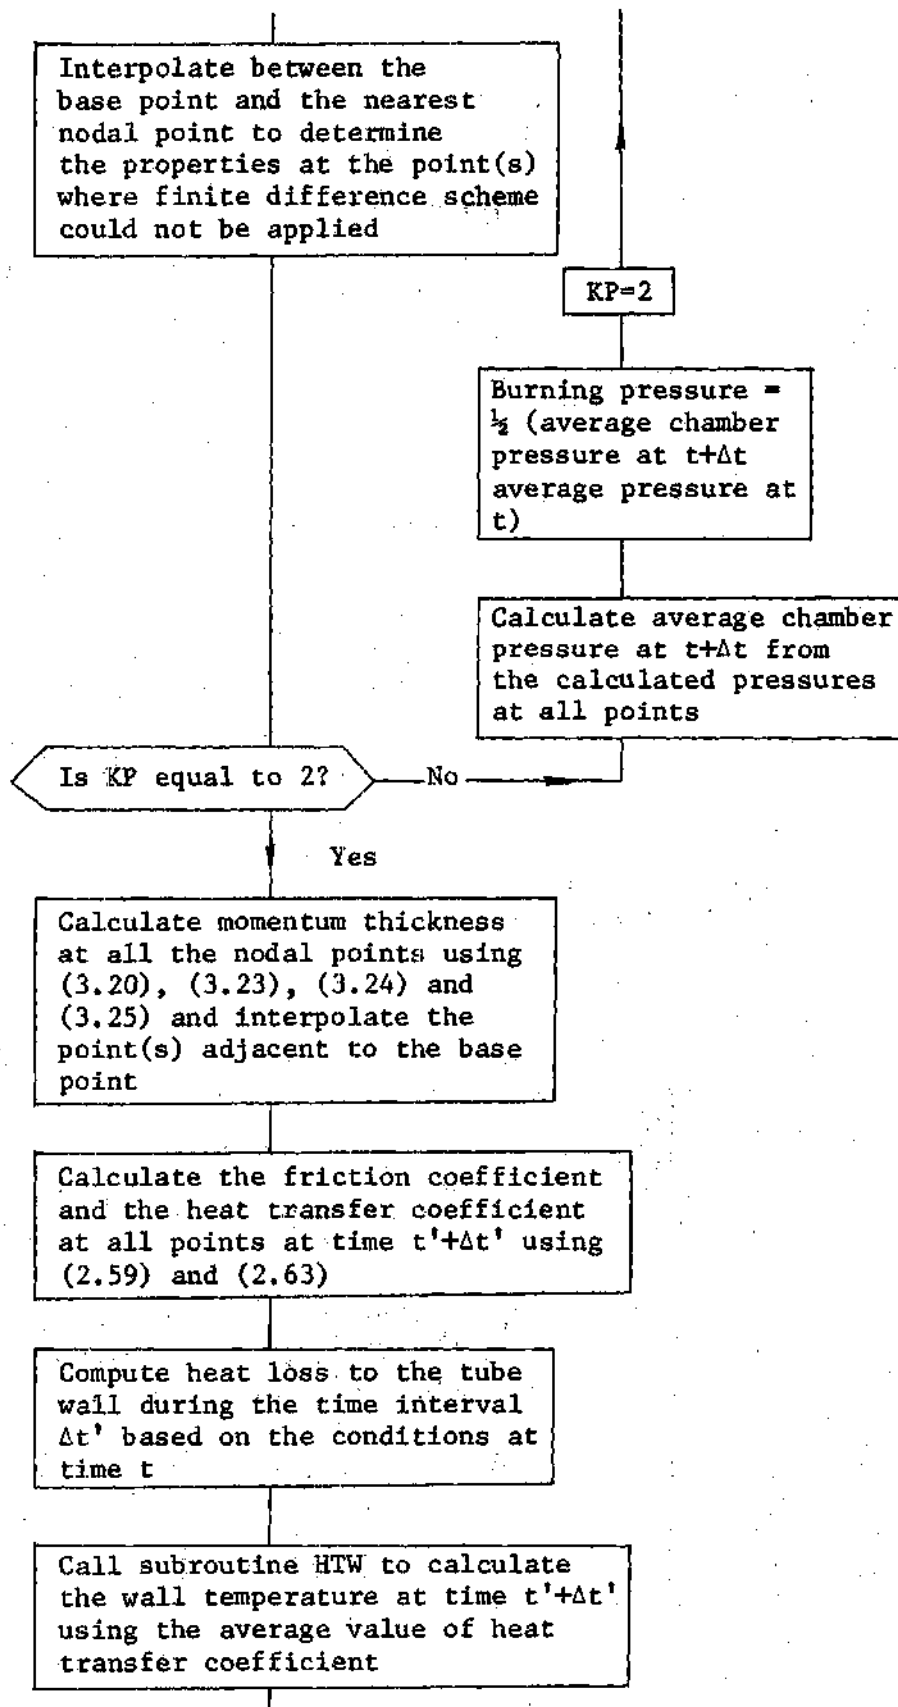 Interpolate between the
base point and the nearest
nodal point to determine
the properties at the point(s)
where finite difference scheme
could not be applied
KP=2
Burning pressure =
½ (average chamber
pressure at t+Δt
average pressure at
t)
Calculate average chamber
pressure at t+Δt from
the calculated pressures
at all points
Is KP equal to 2?
No
Yes
Calculate momentum thickness
at all the nodal points using
(3.20), (3.23), (3.24) and
(3.25) and interpolate the
point(s) adjacent to the base
point
Calculate the friction coefficient
and the heat transfer coefficient
at all points at time t'+Δt' using
(2.59) and (2.63)
Compute heat loss to the tube
wall during the time interval
Δt' based on the conditions at
time t
Call subroutine HTW to calculate
the wall temperature at time t'+Δt'
using the average value of heat
transfer coefficient